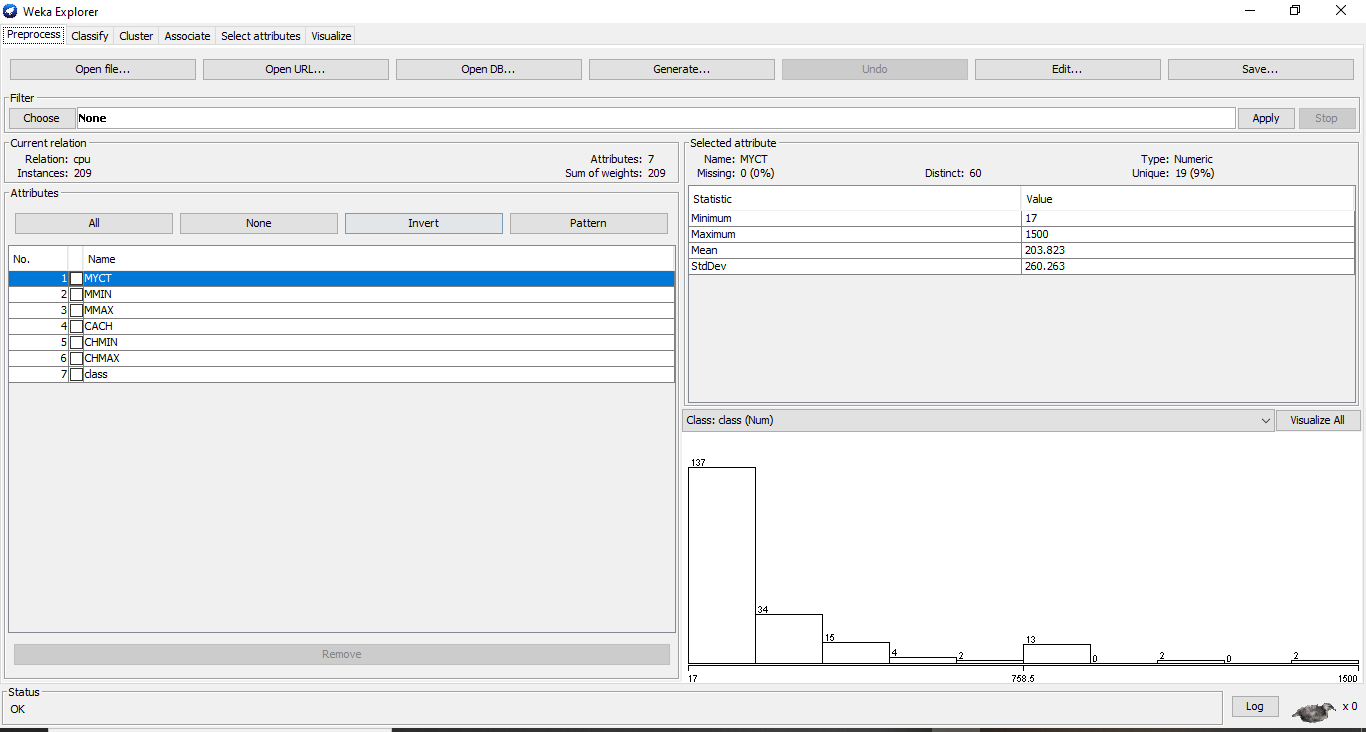 Weka Explorer
Preprocess Classify Cluster Associate Select attributes Visualize
Open file... Open URL... Open DB... Generate... Undo Edit... Save...
Filter
Choose None Apply Stop
Current relation
Relation: cpu Attributes: 7
Instances: 209 Sum of weights: 209
Attributes
All None Invert Pattern
No. Name
1 MYCT
2 MMIN
3 MMAX
4 CACH
5 CHMIN
6 CHMAX
7 class
Remove
Selected attribute
Name: MYCT Type: Numeric
Missing: 0 (0%) Distinct: 60 Unique: 19 (9%)
Statistic Value
Minimum 17
Maximum 1500
Mean 203.823
StdDev 260.263
Class: class (Num) Visualize All
137
34
15
4
2
13
0
2
0
2
17 758.5 1500
Status
OK
Log x 0